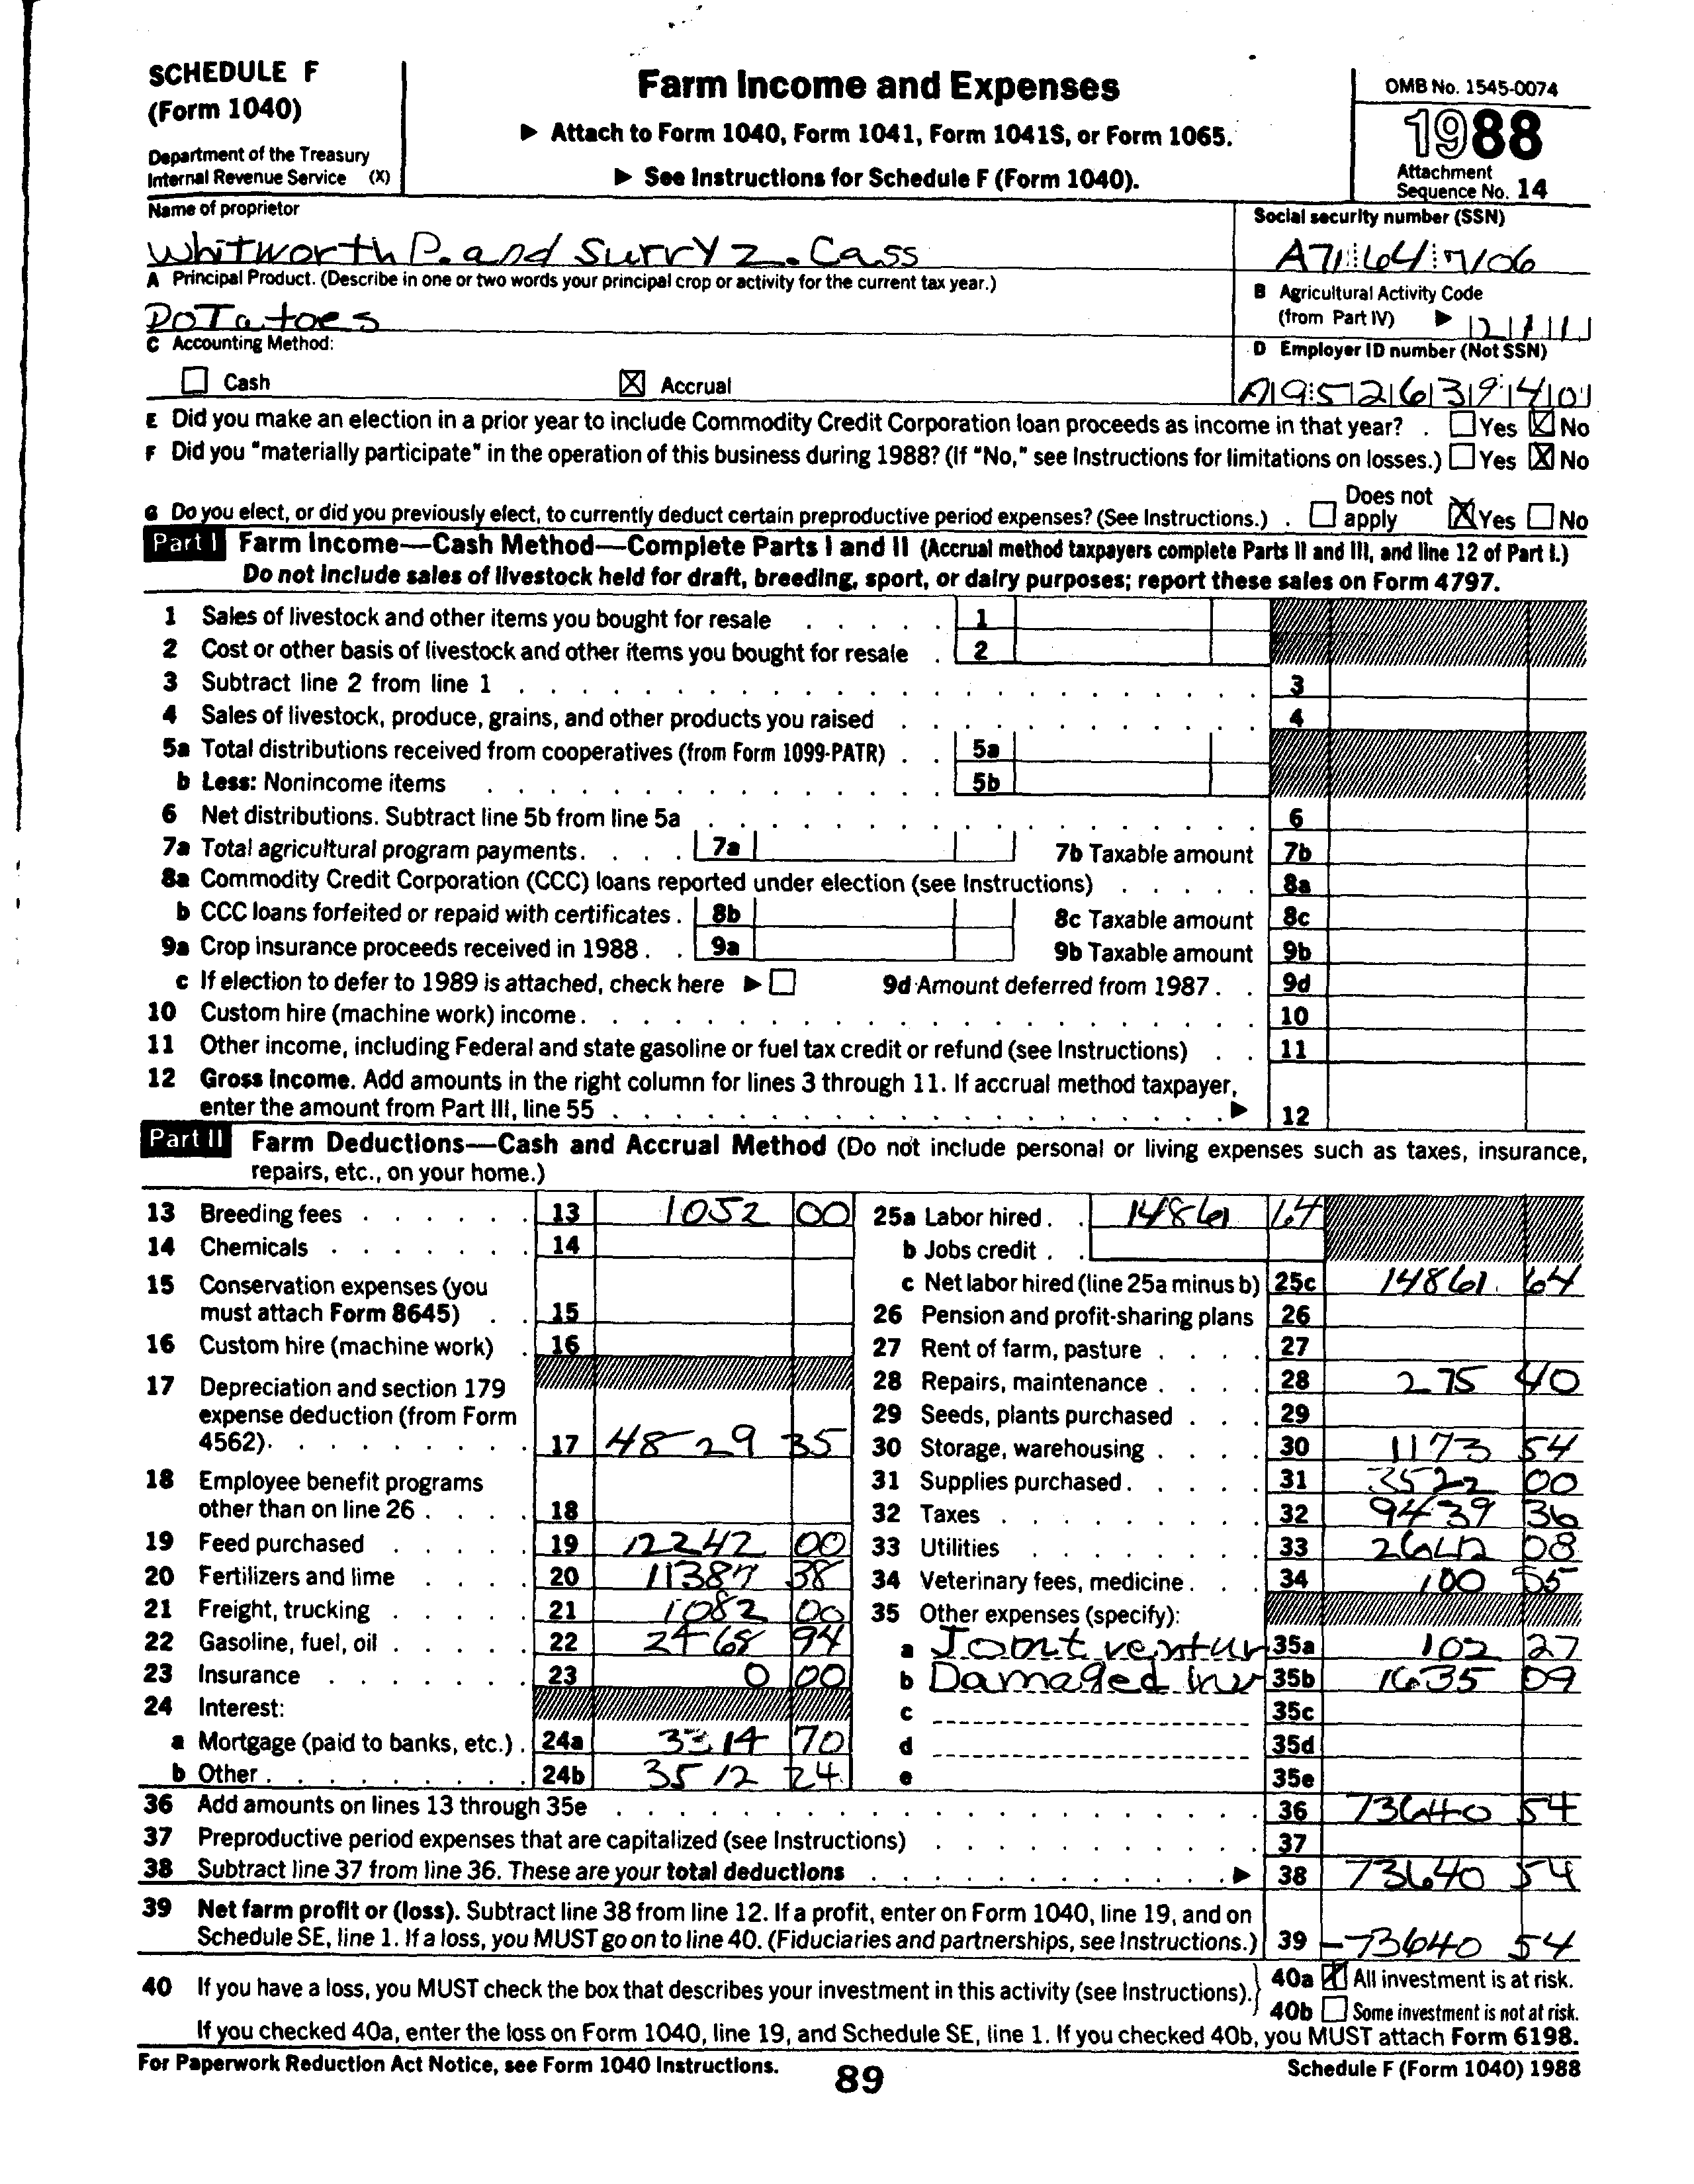 SCHEDULE F
(Form 1040)
Department of the Treasury
Internal Revenue Service (X)
Farm Income and Expenses
▶ Attach to Form 1040, Form 1041, Form 1041S, or Form 1065.
▶ See Instructions for Schedule F (Form 1040).
OMB No. 1545-0074
1988
Attachment
Sequence No. 14
Name of proprietor
Whitworth P. and Surry Z. Cass
Social security number (SSN)
A71 64 7106
A Principal Product. (Describe in one or two words your principal crop or activity for the current tax year.)
POTatoes
B Agricultural Activity Code
(from Part IV) ▶
C Accounting Method:
☐ Cash ☒ Accrual
D Employer ID number (Not SSN)
A9 5263940
E Did you make an election in a prior year to include Commodity Credit Corporation loan proceeds as income in that year? . ☐ Yes ☒ No
F Did you "materially participate" in the operation of this business during 1988? (If "No," see Instructions for limitations on losses.) ☐ Yes ☒ No
G Do you elect, or did you previously elect, to currently deduct certain preproductive period expenses? (See Instructions.) . ☐ Does not apply ☒ Yes ☐ No
Part I Farm Income—Cash Method—Complete Parts I and II (Accrual method taxpayers complete Parts II and III, and line 12 of Part I.)
Do not include sales of livestock held for draft, breeding, sport, or dairy purposes; report these sales on Form 4797.
1 Sales of livestock and other items you bought for resale . . . . . 1
2 Cost or other basis of livestock and other items you bought for resale . 2
3 Subtract line 2 from line 1 . . . . 3
4 Sales of livestock, produce, grains, and other products you raised . . . . 4
5a Total distributions received from cooperatives (from Form 1099-PATR) . . 5a
b Less: Nonincome items . . . . 5b
6 Net distributions. Subtract line 5b from line 5a . . . . 6
7a Total agricultural program payments. . . . . 7a 7b Taxable amount 7b
8a Commodity Credit Corporation (CCC) loans reported under election (see Instructions) . . . . . 8a
b CCC loans forfeited or repaid with certificates . 8b 8c Taxable amount 8c
9a Crop insurance proceeds received in 1988 . . 9a 9b Taxable amount 9b
c If election to defer to 1989 is attached, check here ▶ ☐ 9d Amount deferred from 1987 . . 9d
10 Custom hire (machine work) income . . . . 10
11 Other income, including Federal and state gasoline or fuel tax credit or refund (see Instructions) . . 11
12 Gross Income. Add amounts in the right column for lines 3 through 11. If accrual method taxpayer,
enter the amount from Part III, line 55 . . . . ▶ 12
Part II Farm Deductions—Cash and Accrual Method (Do not include personal or living expenses such as taxes, insurance,
repairs, etc., on your home.)
13 Breeding fees . . . . . . 13 1052 00
14 Chemicals . . . . . . . 14
15 Conservation expenses (you
must attach Form 8645) . . 15
16 Custom hire (machine work) . 16
17 Depreciation and section 179
expense deduction (from Form
4562). . . . . . . . . 17 4829 35
18 Employee benefit programs
other than on line 26 . . . . 18
19 Feed purchased . . . . . 19 12242 00
20 Fertilizers and lime . . . . 20 11387 38
21 Freight, trucking . . . . . 21 1082 00
22 Gasoline, fuel, oil . . . . . 22 2468 94
23 Insurance . . . . . . . 23 0 00
24 Interest:
a Mortgage (paid to banks, etc.) . 24a 3314 70
b Other . . . . . . . . . 24b 3512 24
25a Labor hired . . 14861 64
b Jobs credit . .
c Net labor hired (line 25a minus b) 25c 14861 64
26 Pension and profit-sharing plans 26
27 Rent of farm, pasture . . . . 27
28 Repairs, maintenance . . . . 28 275 40
29 Seeds, plants purchased . . . 29
30 Storage, warehousing . . . . 30 1173 54
31 Supplies purchased . . . . . 31 3522 00
32 Taxes . . . . . . . . . 32 9439 36
33 Utilities . . . . . . . . 33 2642 08
34 Veterinary fees, medicine . . . 34 100 55
35 Other expenses (specify):
a Joint ventur 35a 102 27
b Damaged Inv 35b 1635 09
c 35c
d 35d
e 35e
36 Add amounts on lines 13 through 35e . . . . 36 73640 54
37 Preproductive period expenses that are capitalized (see Instructions) . . . . 37
38 Subtract line 37 from line 36. These are your total deductions . . . . ▶ 38 73640 54
39 Net farm profit or (loss). Subtract line 38 from line 12. If a profit, enter on Form 1040, line 19, and on
Schedule SE, line 1. If a loss, you MUST go on to line 40. (Fiduciaries and partnerships, see Instructions.) 39 -73640 54
40 If you have a loss, you MUST check the box that describes your investment in this activity (see Instructions).
40a ☒ All investment is at risk.
40b ☐ Some investment is not at risk.
If you checked 40a, enter the loss on Form 1040, line 19, and Schedule SE, line 1. If you checked 40b, you MUST attach Form 6198.
For Paperwork Reduction Act Notice, see Form 1040 Instructions.
89
Schedule F (Form 1040) 1988